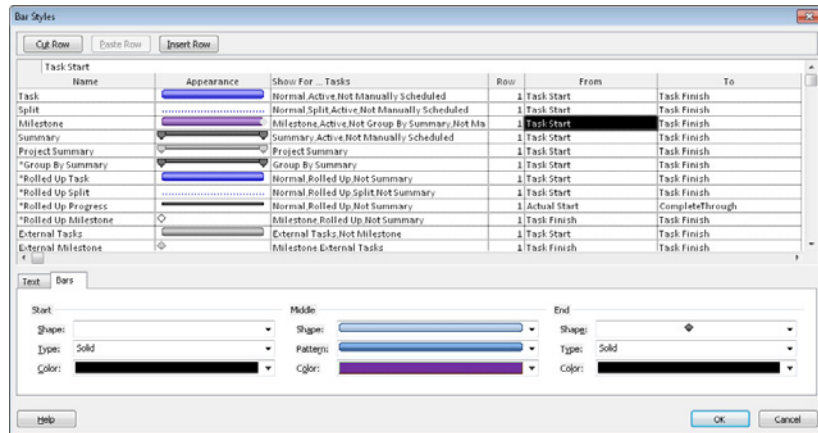 Bar Styles
Cut Row Paste Row Insert Row
Task Start
Name Appearance Show For ... Tasks Row From To
Task Normal,Active,Not Manually Scheduled 1 Task Start Task Finish
Split Normal,Split,Active,Not Manually Scheduled 1 Task Start Task Finish
Milestone Milestone,Active,Not Group By Summary,Not Ma 1 Task Start Task Finish
Summary Summary,Active,Not Manually Scheduled 1 Task Start Task Finish
Project Summary Project Summary 1 Task Start Task Finish
*Group By Summary Group By Summary 1 Task Start Task Finish
*Rolled Up Task Normal,Rolled Up,Not Summary 1 Task Start Task Finish
*Rolled Up Split Normal,Rolled Up,Split,Not Summary 1 Task Start Task Finish
*Rolled Up Progress Normal,Rolled Up,Not Summary 1 Actual Start CompleteThrough
*Rolled Up Milestone Milestone,Rolled Up,Not Summary 1 Task Finish Task Finish
External Tasks External Tasks,Not Milestone 1 Task Start Task Finish
External Milestone Milestone,External Tasks 1 Task Finish Task Finish
Text Bars
Start Middle End
Shape: Shape: Shape:
Type: Solid Pattern: Type: Solid
Color: Color: Color:
Help OK Cancel